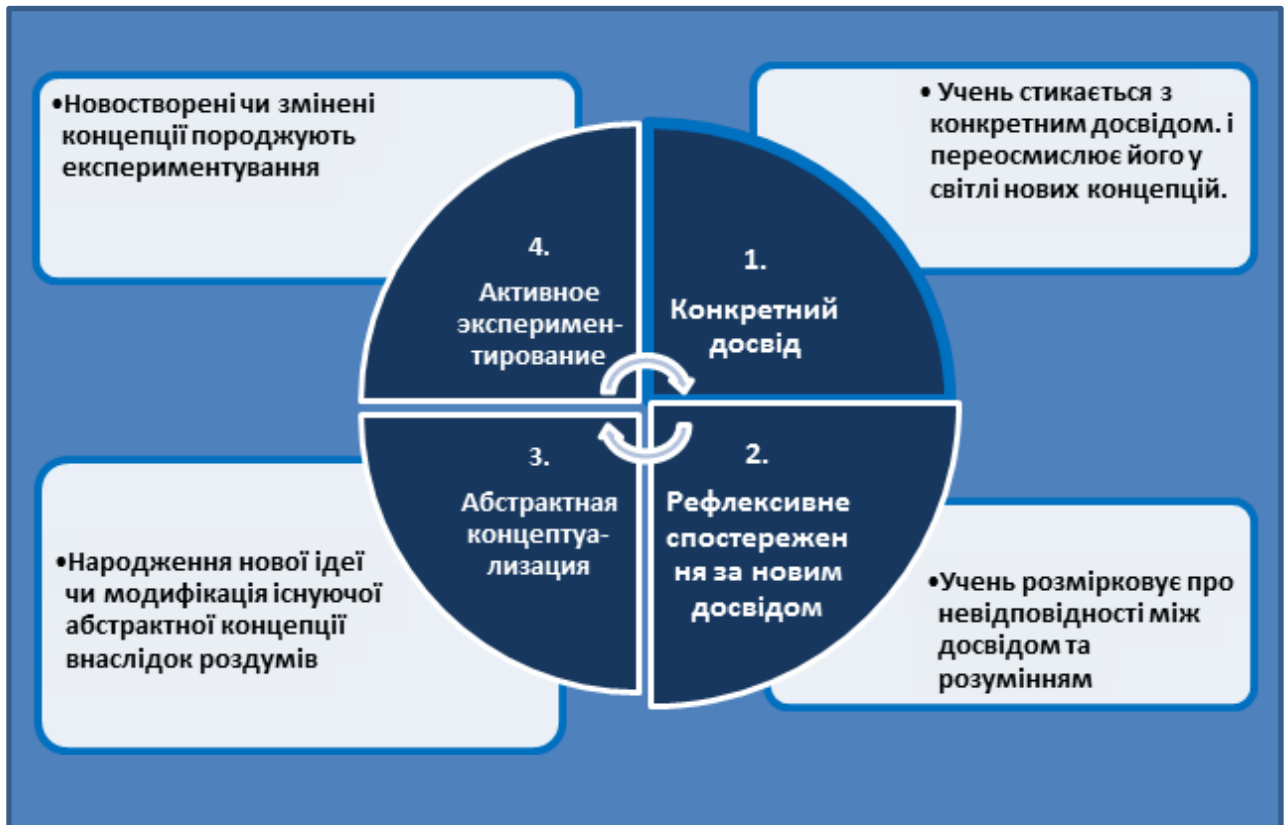 •Новостворені чи змінені
концепції породжують
експериментування
• Учень стикається з
конкретним досвідом. і
переосмислює його у
світлі нових концепцій.
4.
Активное
эксперимен-
тирование
1.
Конкретний
досвід
3.
Абстрактная
концептуа-
лизация
2.
Рефлексивне
спостережен
ня за новим
досвідом
•Народження нової ідеї
чи модифікація існуючої
абстрактної концепції
внаслідок роздумів
•Учень розмірковує про
невідповідності між
досвідом та
розумінням